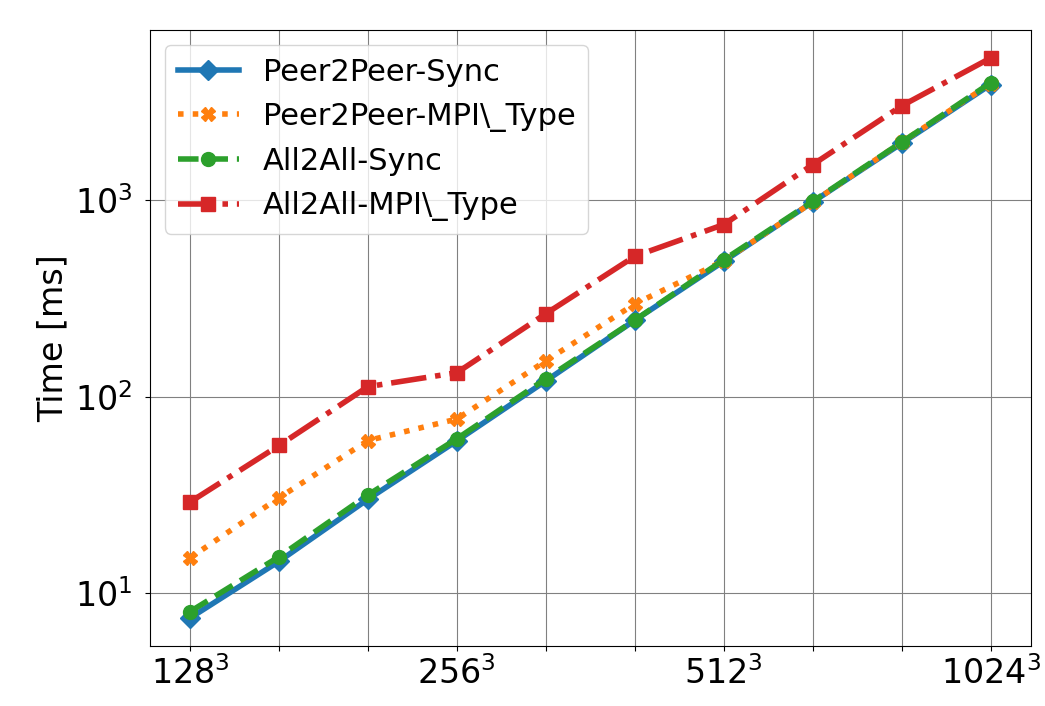 Peer2Peer-Sync
Peer2Peer-MPI\_Type
All2All-Sync
All2All-MPI\_Type
Time [ms]
10³
10²
10¹
128³ 256³ 512³ 1024³